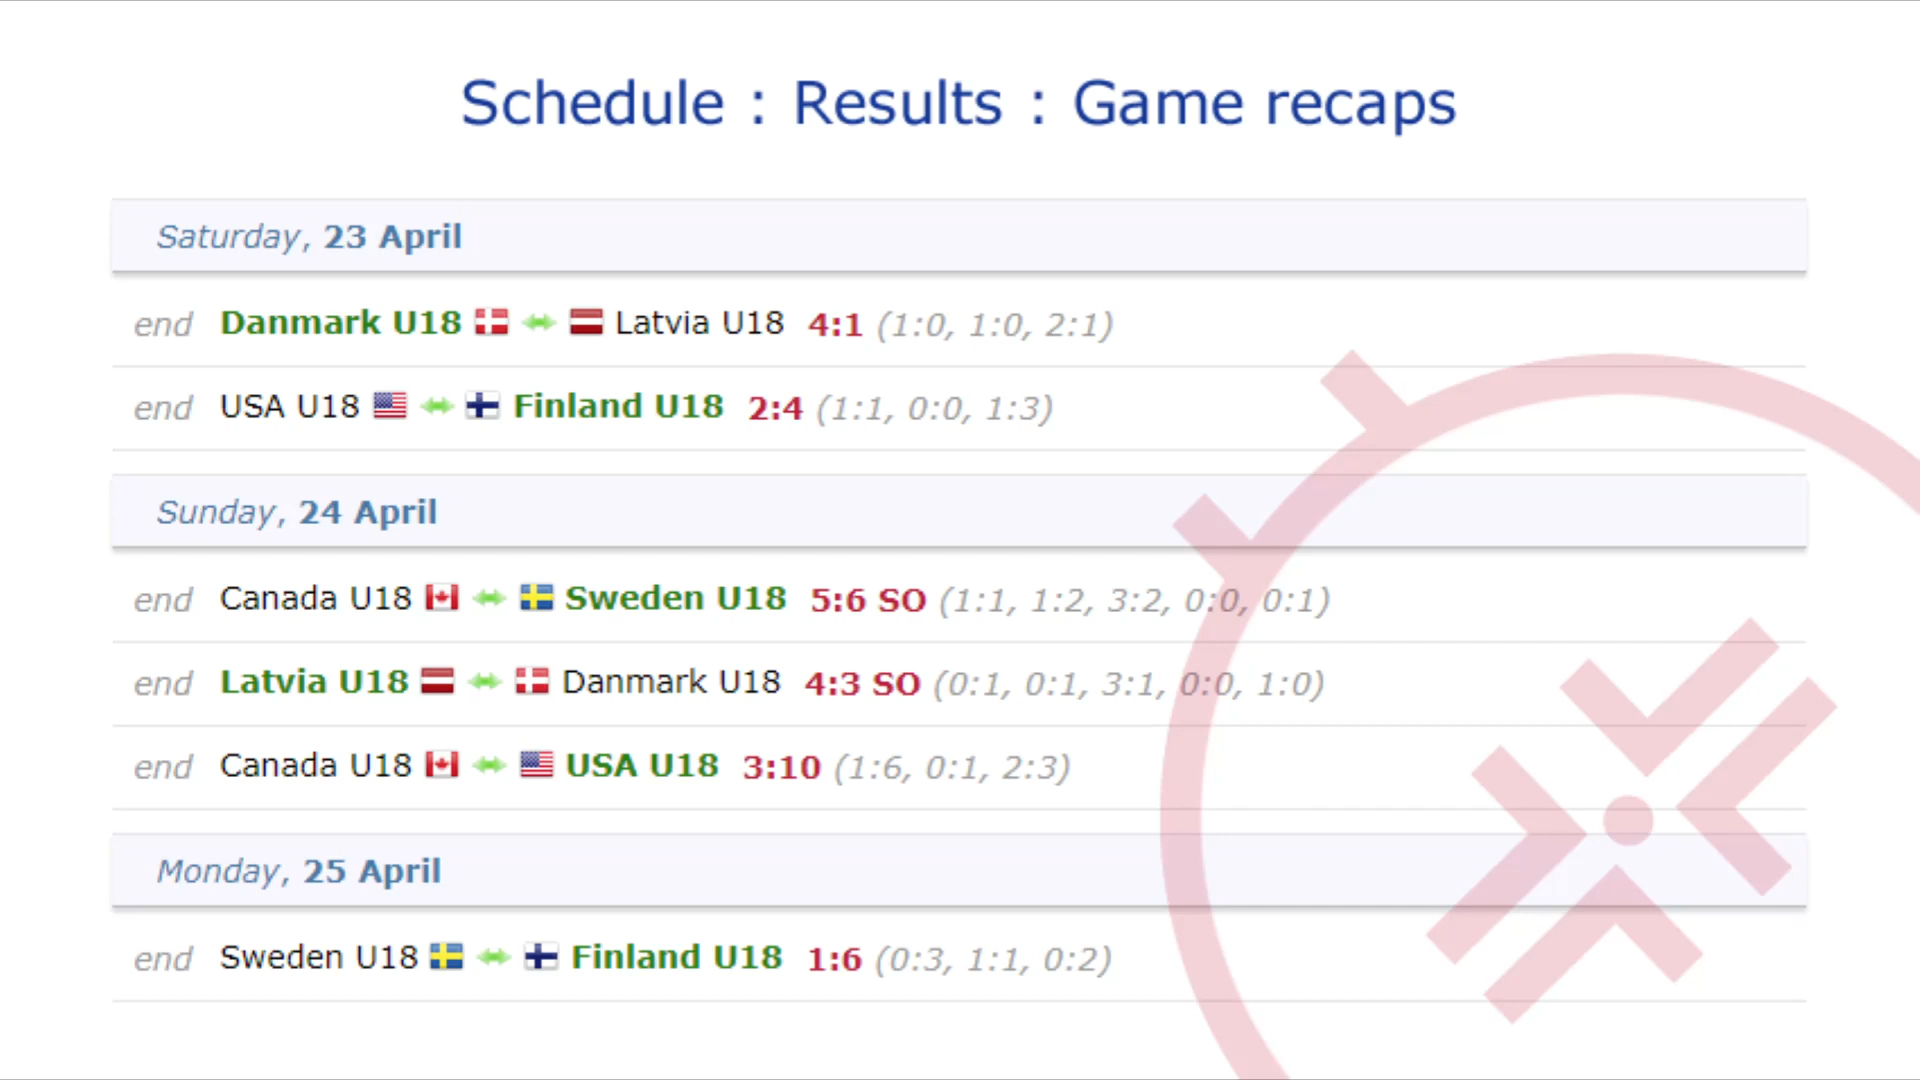 Schedule : Results : Game recaps
Saturday, 23 April
end Danmark U18 Latvia U18 4:1 (1:0, 1:0, 2:1)
end USA U18 Finland U18 2:4 (1:1, 0:0, 1:3)
Sunday, 24 April
end Canada U18 Sweden U18 5:6 SO (1:1, 1:2, 3:2, 0:0, 0:1)
end Latvia U18 Danmark U18 4:3 SO (0:1, 0:1, 3:1, 0:0, 1:0)
end Canada U18 USA U18 3:10 (1:6, 0:1, 2:3)
Monday, 25 April
end Sweden U18 Finland U18 1:6 (0:3, 1:1, 0:2)